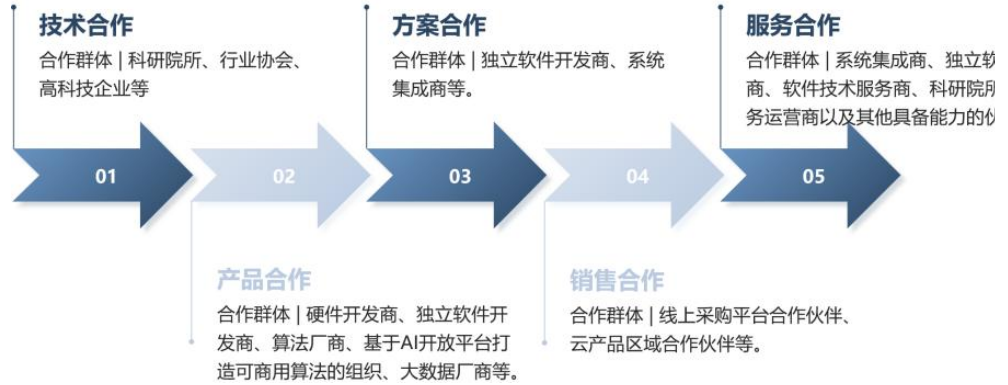 技术合作
合作群体 | 科研院所、行业协会、
高科技企业等
方案合作
合作群体 | 独立软件开发商、系统
集成商等。
服务合作
合作群体 | 系统集成商、独立软
商、软件技术服务商、科研院所
务运营商以及其他具备能力的伙
01
02
03
04
05
产品合作
合作群体 | 硬件开发商、独立软件开
发商、算法厂商、基于AI开放平台打
造可商用算法的组织、大数据厂商等。
销售合作
合作群体 | 线上采购平台合作伙伴、
云产品区域合作伙伴等。